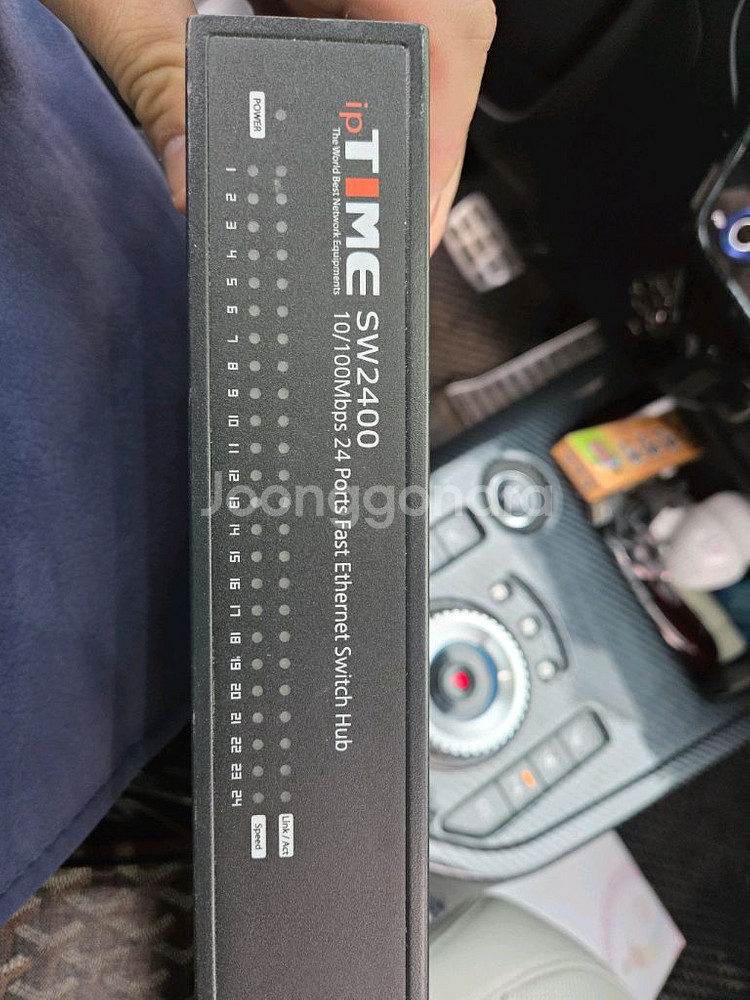 ipTIME SW2400
The World Best Network Equipments
10/100Mbps 24 Ports Fast Ethernet Switch Hub
POWER
Link / Act
Speed
1 2 3 4 5 6 7 8 9 10 11 12 13 14 15 16 17 18 19 20 21 22 23 24
Joonggonara